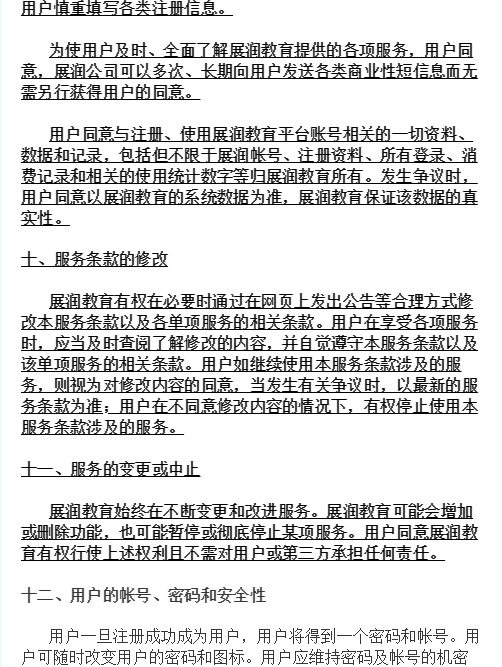 用户慎重填写各类注册信息。
为使用户及时、全面了解展润教育提供的各项服务，用户同
意，展润公司可以多次、长期向用户发送各类商业性短信息而无
需另行获得用户的同意。
用户同意与注册、使用展润教育平台账号相关的一切资料、
数据和记录，包括但不限于展润帐号、注册资料、所有登录、消
费记录和相关的使用统计数字等归展润教育所有。发生争议时，
用户同意以展润教育的系统数据为准，展润教育保证该数据的真
实性。
十、服务条款的修改
展润教育有权在必要时通过在网页上发出公告等合理方式修
改本服务条款以及各单项服务的相关条款。用户在享受各项服务
时，应当及时查阅了解修改的内容，并自觉遵守本服务条款以及
该单项服务的相关条款。用户如继续使用本服务条款涉及的服
务，则视为对修改内容的同意，当发生有关争议时，以最新的服
务条款为准；用户在不同意修改内容的情况下，有权停止使用本
服务条款涉及的服务。
十一、服务的变更或中止
展润教育始终在不断变更和改进服务。展润教育可能会增加
或删除功能，也可能暂停或彻底停止某项服务。用户同意展润教
育有权行使上述权利且不需对用户或第三方承担任何责任。
十二、用户的帐号、密码和安全性
用户一旦注册成功成为用户，用户将得到一个密码和帐号。用
户可随时改变用户的密码和图标。用户应维持密码及帐号的机密